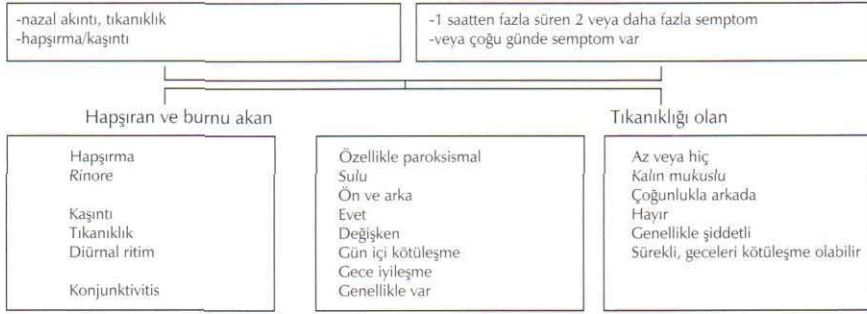 -nazal akıntı, tıkanıklık
-hapşırma/kaşıntı
-1 saatten fazla süren 2 veya daha fazla semptom
-veya çoğu günde semptom var
Hapşıran ve burnu akan
Tıkanıklığı olan
Hapşırma
Rinore
Kaşıntı
Tıkanıklık
Diürnal ritim
Konjunktivitis
Özellikle paroksismal
Sulu
Ön ve arka
Evet
Değişken
Gün içi kötüleşme
Gece iyileşme
Genellikle var
Az veya hiç
Kalın mukuslu
Çoğunlukla arkada
Hayır
Genellikle şiddetli
Sürekli, geceleri kötüleşme olabilir